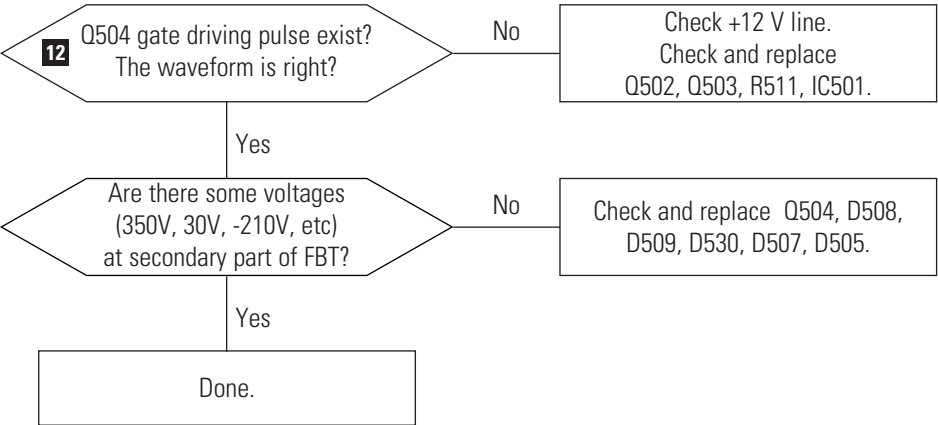 12
Q504 gate driving pulse exist?
The waveform is right?
No
Check +12 V line.
Check and replace
Q502, Q503, R511, IC501.
Yes
Are there some voltages
(350V, 30V, -210V, etc)
at secondary part of FBT?
No
Check and replace Q504, D508,
D509, D530, D507, D505.
Yes
Done.